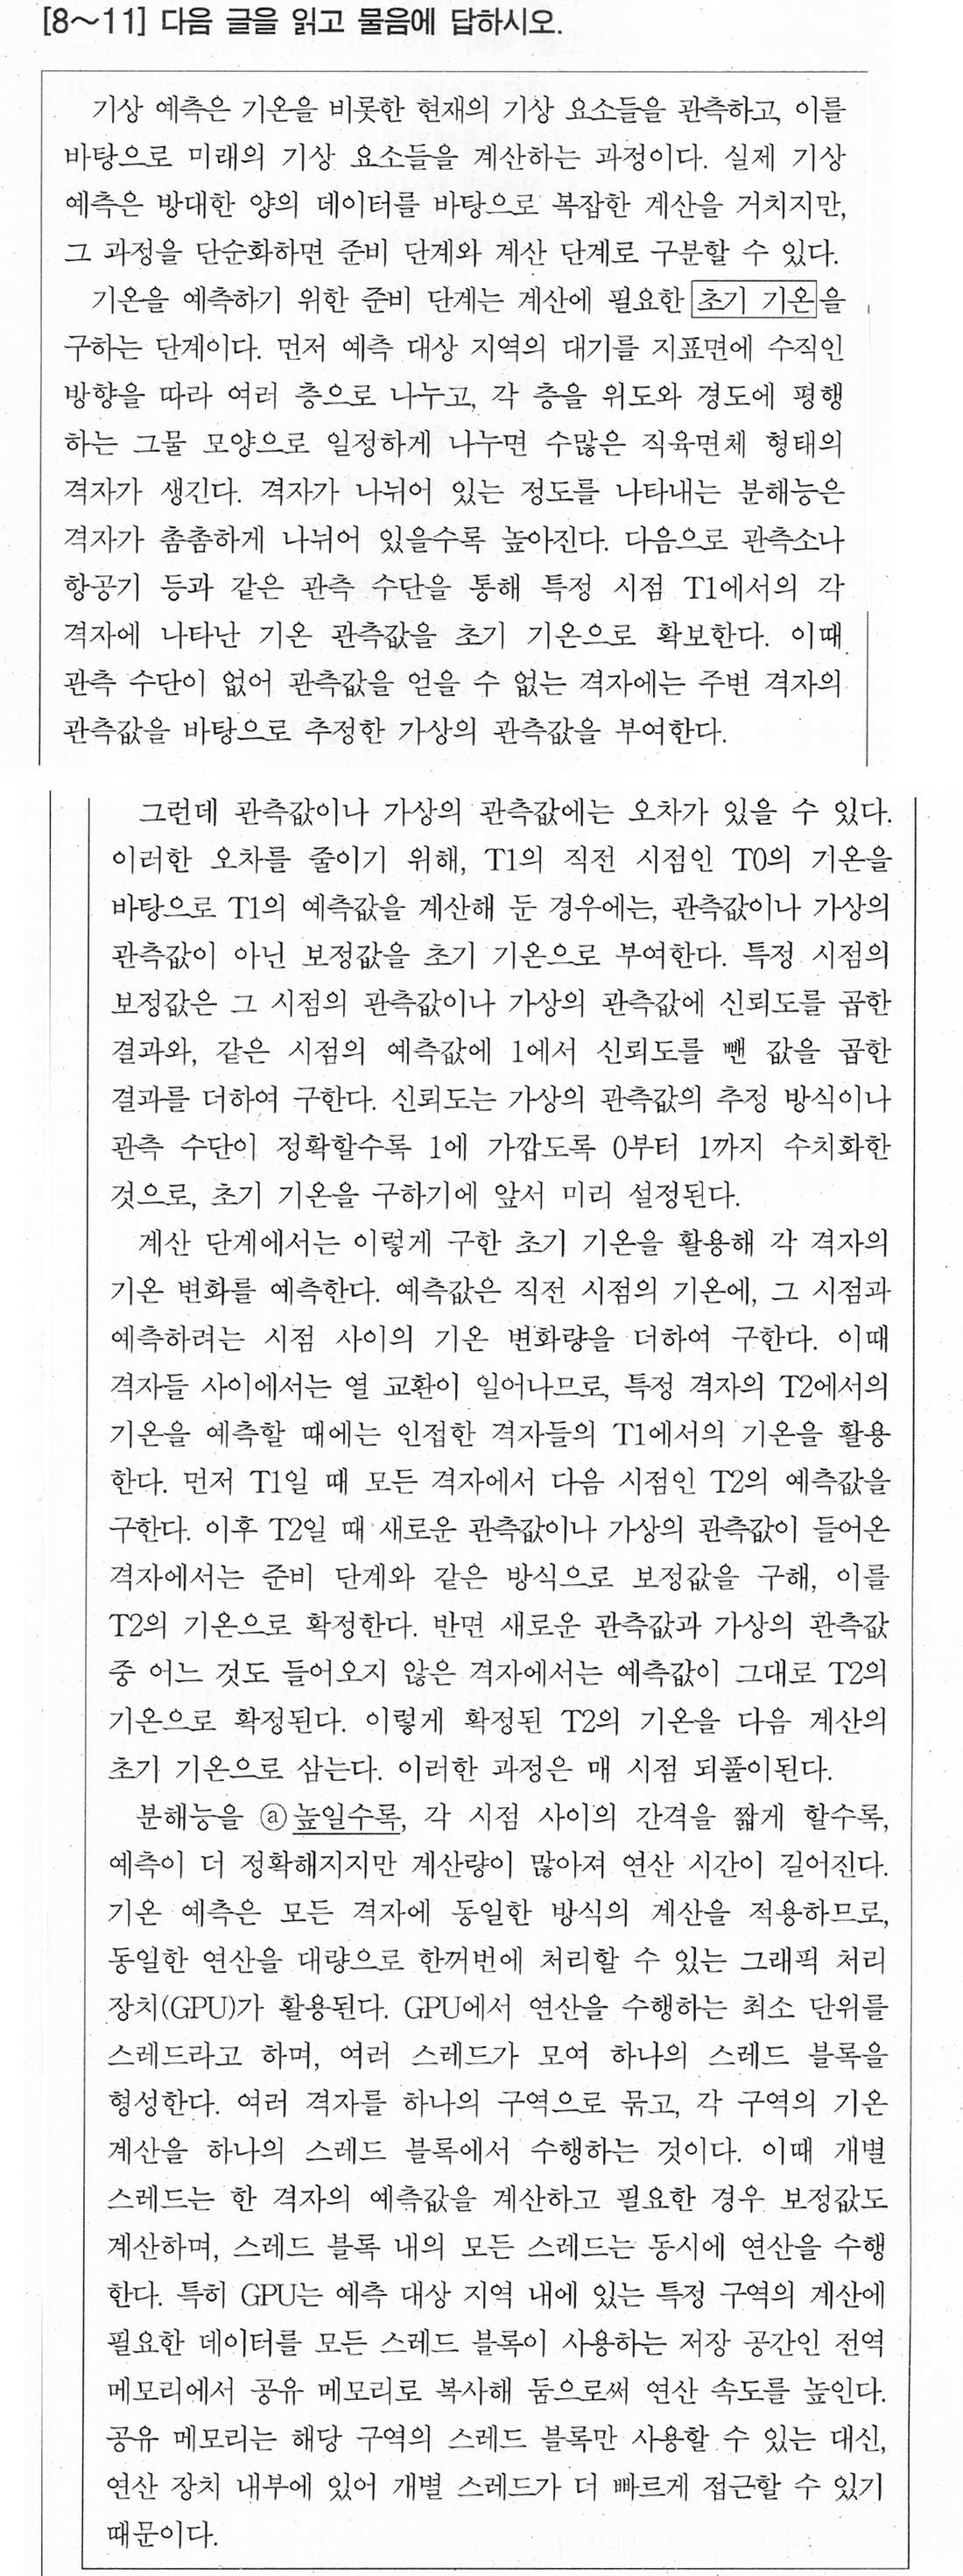 [8~11] 다음 글을 읽고 물음에 답하시오.
기상 예측은 기온을 비롯한 현재의 기상 요소들을 관측하고, 이를
바탕으로 미래의 기상 요소들을 계산하는 과정이다. 실제 기상
예측은 방대한 양의 데이터를 바탕으로 복잡한 계산을 거치지만,
그 과정을 단순화하면 준비 단계와 계산 단계로 구분할 수 있다.
기온을 예측하기 위한 준비 단계는 계산에 필요한 초기 기온을
구하는 단계이다. 먼저 예측 대상 지역의 대기를 지표면에 수직인
방향을 따라 여러 층으로 나누고, 각 층을 위도와 경도에 평행
하는 그물 모양으로 일정하게 나누면 수많은 직육면체 형태의
격자가 생긴다. 격자가 나뉘어 있는 정도를 나타내는 분해능은
격자가 촘촘하게 나뉘어 있을수록 높아진다. 다음으로 관측소나
항공기 등과 같은 관측 수단을 통해 특정 시점 T1에서의 각
격자에 나타난 기온 관측값을 초기 기온으로 확보한다. 이때
관측 수단이 없어 관측값을 얻을 수 없는 격자에는 주변 격자의
관측값을 바탕으로 추정한 가상의 관측값을 부여한다.
그런데 관측값이나 가상의 관측값에는 오차가 있을 수 있다.
이러한 오차를 줄이기 위해, T1의 직전 시점인 T0의 기온을
바탕으로 T1의 예측값을 계산해 둔 경우에는, 관측값이나 가상의
관측값이 아닌 보정값을 초기 기온으로 부여한다. 특정 시점의
보정값은 그 시점의 관측값이나 가상의 관측값에 신뢰도를 곱한
결과와, 같은 시점의 예측값에 1에서 신뢰도를 뺀 값을 곱한
결과를 더하여 구한다. 신뢰도는 가상의 관측값의 추정 방식이나
관측 수단이 정확할수록 1에 가깝도록 0부터 1까지 수치화한
것으로, 초기 기온을 구하기에 앞서 미리 설정된다.
계산 단계에서는 이렇게 구한 초기 기온을 활용해 각 격자의
기온 변화를 예측한다. 예측값은 직전 시점의 기온에, 그 시점과
예측하려는 시점 사이의 기온 변화량을 더하여 구한다. 이때
격자들 사이에서는 열 교환이 일어나므로, 특정 격자의 T2에서의
기온을 예측할 때에는 인접한 격자들의 T1에서의 기온을 활용
한다. 먼저 T1일 때 모든 격자에서 다음 시점인 T2의 예측값을
구한다. 이후 T2일 때 새로운 관측값이나 가상의 관측값이 들어온
격자에서는 준비 단계와 같은 방식으로 보정값을 구해, 이를
T2의 기온으로 확정한다. 반면 새로운 관측값과 가상의 관측값
중 어느 것도 들어오지 않은 격자에서는 예측값이 그대로 T2의
기온으로 확정된다. 이렇게 확정된 T2의 기온을 다음 계산의
초기 기온으로 삼는다. 이러한 과정은 매 시점 되풀이된다.
분해능을 ⓐ높일수록, 각 시점 사이의 간격을 짧게 할수록,
예측이 더 정확해지지만 계산량이 많아져 연산 시간이 길어진다.
기온 예측은 모든 격자에 동일한 방식의 계산을 적용하므로,
동일한 연산을 대량으로 한꺼번에 처리할 수 있는 그래픽 처리
장치(GPU)가 활용된다. GPU에서 연산을 수행하는 최소 단위를
스레드라고 하며, 여러 스레드가 모여 하나의 스레드 블록을
형성한다. 여러 격자를 하나의 구역으로 묶고, 각 구역의 기온
계산을 하나의 스레드 블록에서 수행하는 것이다. 이때 개별
스레드는 한 격자의 예측값을 계산하고 필요한 경우 보정값도
계산하며, 스레드 블록 내의 모든 스레드는 동시에 연산을 수행
한다. 특히 GPU는 예측 대상 지역 내에 있는 특정 구역의 계산에
필요한 데이터를 모든 스레드 블록이 사용하는 저장 공간인 전역
메모리에서 공유 메모리로 복사해 둠으로써 연산 속도를 높인다.
공유 메모리는 해당 구역의 스레드 블록만 사용할 수 있는 대신,
연산 장치 내부에 있어 개별 스레드가 더 빠르게 접근할 수 있기
때문이다.